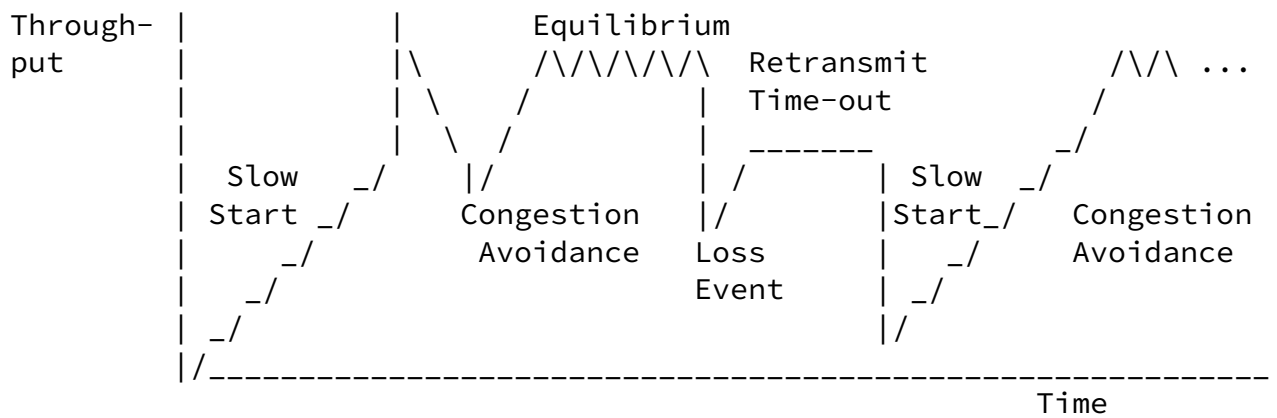 Through- Equilibrium
put Retransmit ...
Time-out
Slow Slow
Start Congestion Start Congestion
Avoidance Loss Avoidance
Event
Time